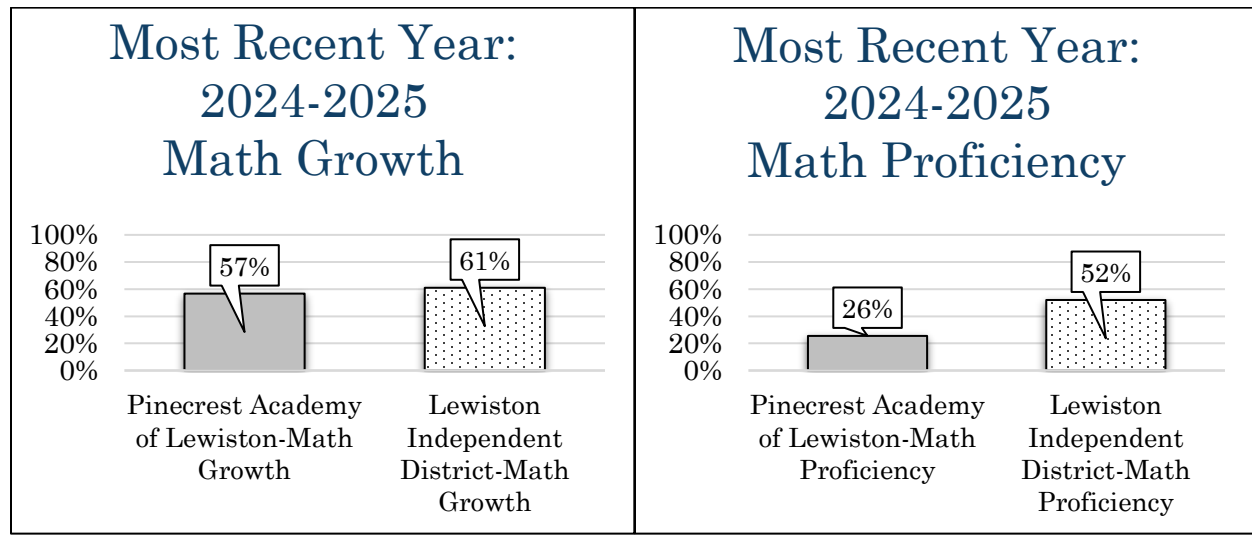 Most Recent Year:
2024-2025
Math Growth
100%
80%
60%
40%
20%
0%
57%
61%
Pinecrest Academy
of Lewiston-Math
Growth
Lewiston
Independent
District-Math
Growth
Most Recent Year:
2024-2025
Math Proficiency
100%
80%
60%
40%
20%
0%
26%
52%
Pinecrest Academy
of Lewiston-Math
Proficiency
Lewiston
Independent
District-Math
Proficiency